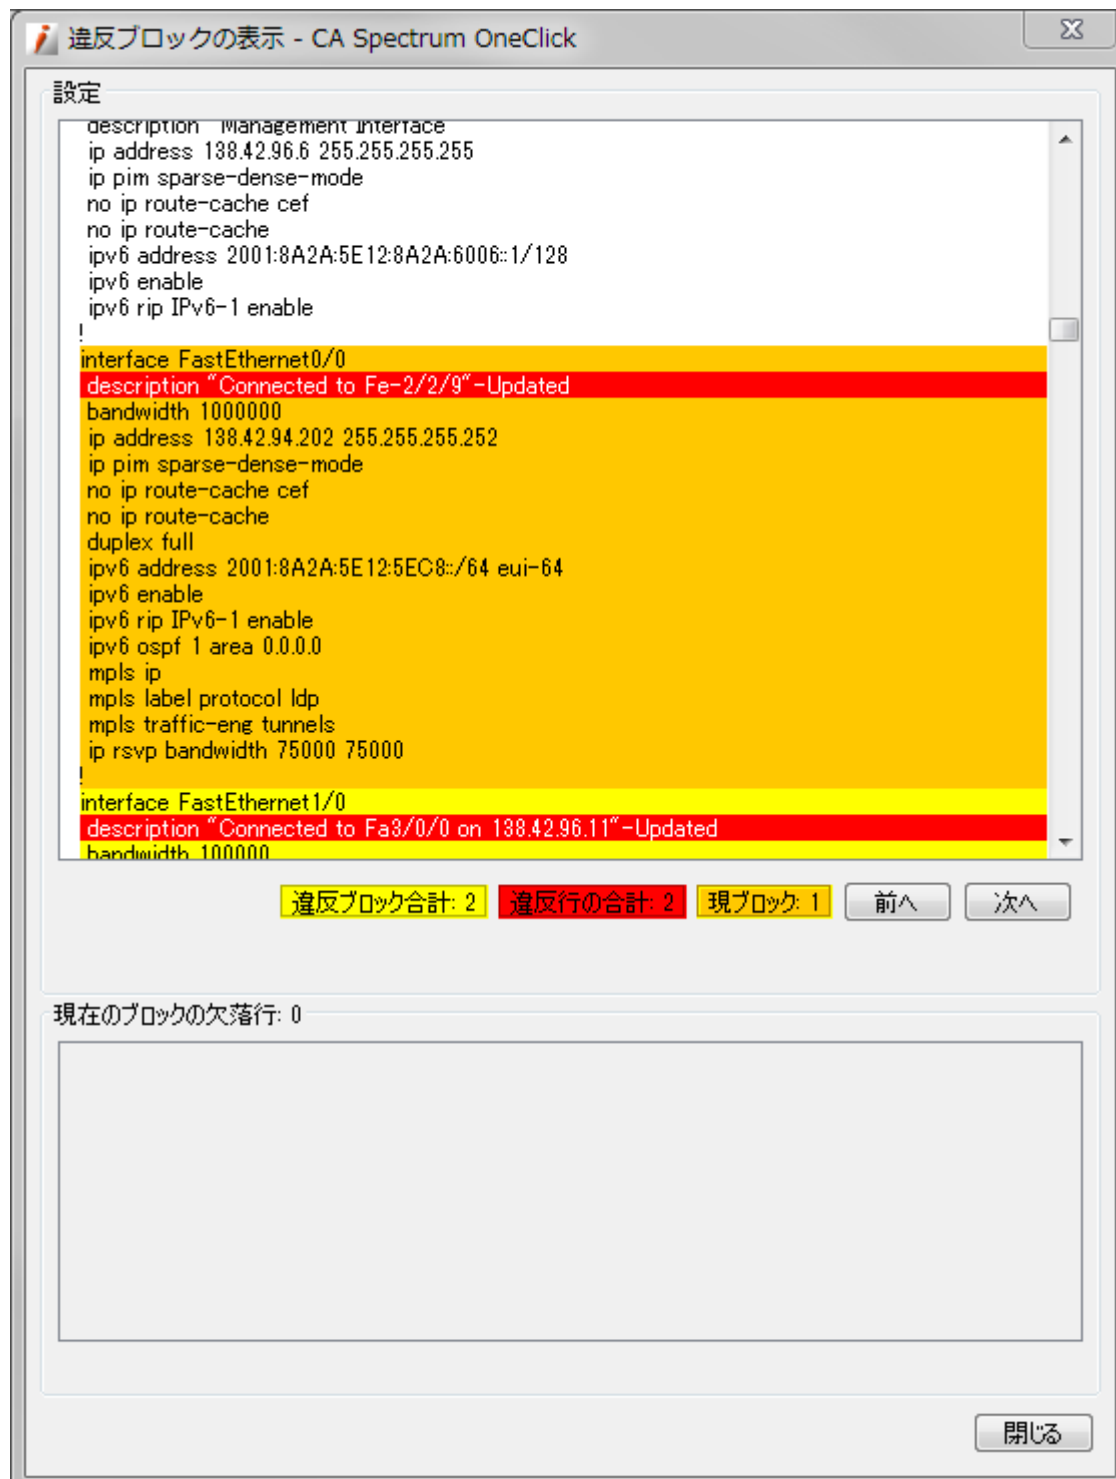 違反ブロックの表示 - CA Spectrum OneClick
設定
description "Management Interface
ip address 138.42.96.6 255.255.255.255
ip pim sparse-dense-mode
no ip route-cache cef
no ip route-cache
ipv6 address 2001:8A2A:5E12:8A2A:6006::1/128
ipv6 enable
ipv6 rip IPv6-1 enable
!
interface FastEthernet0/0
description "Connected to Fe-2/2/9"-Updated
bandwidth 1000000
ip address 138.42.94.202 255.255.255.252
ip pim sparse-dense-mode
no ip route-cache cef
no ip route-cache
duplex full
ipv6 address 2001:8A2A:5E12:5EC8::/64 eui-64
ipv6 enable
ipv6 rip IPv6-1 enable
ipv6 ospf 1 area 0.0.0.0
mpls ip
mpls label protocol ldp
mpls traffic-eng tunnels
ip rsvp bandwidth 75000 75000
!
interface FastEthernet1/0
description "Connected to Fa3/0/0 on 138.42.96.11"-Updated
bandwidth 100000
違反ブロック合計: 2 違反行の合計: 2 現ブロック: 1 前へ 次へ
現在のブロックの欠落行: 0
閉じる